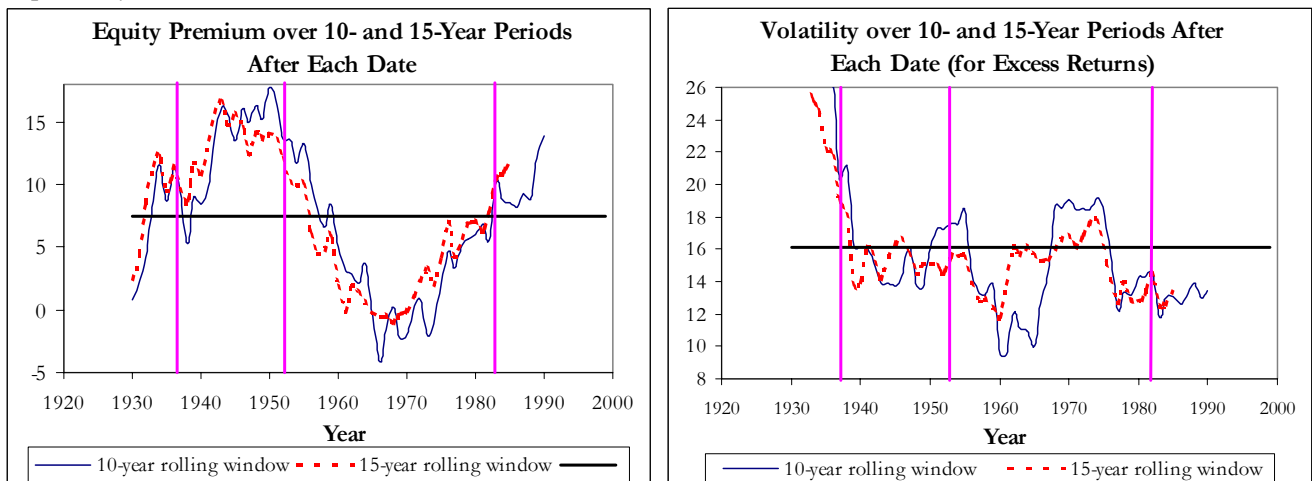 Equity Premium over 10- and 15-Year Periods
After Each Date
15
10
5
0
-5
1920 1930 1940 1950 1960 1970 1980 1990 2000
Year
10-year rolling window 15-year rolling window
Volatility over 10- and 15-Year Periods After
Each Date (for Excess Returns)
26
24
22
20
18
16
14
12
10
8
1920 1930 1940 1950 1960 1970 1980 1990 2000
Year
10-year rolling window 15-year rolling window